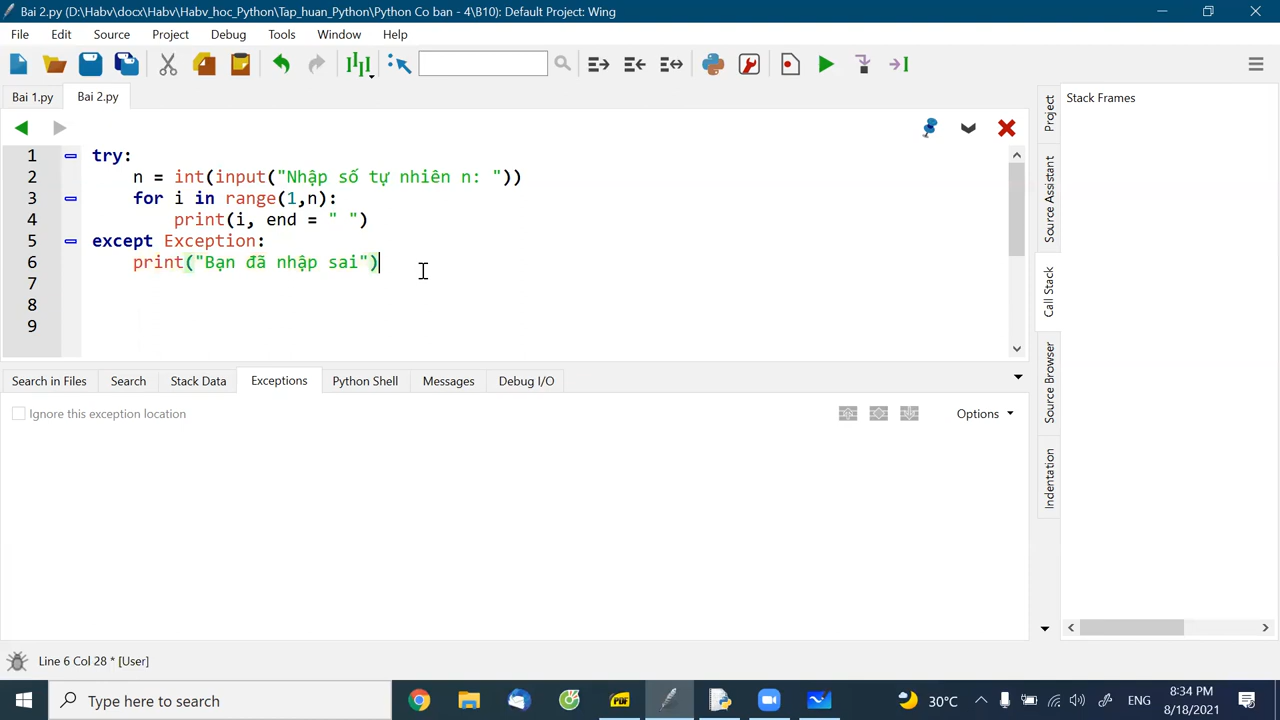 Bai 2.py (D:\Habv\docx\Habv\Habv_hoc_Python\Tap_huan_Python\Python Co ban - 4\B10): Default Project: Wing
File Edit Source Project Debug Tools Window Help
Bai 1.py Bai 2.py
Stack Frames
1 try:
2 n = int(input("Nhập số tự nhiên n: "))
3 for i in range(1,n):
4 print(i, end = " ")
5 except Exception:
6 print("Bạn đã nhập sai")
7
8
9
Project
Source Assistant
Call Stack
Source Browser
Indentation
Search in Files Search Stack Data Exceptions Python Shell Messages Debug I/O
Ignore this exception location Options
Line 6 Col 28 * [User]
Type here to search
PDF
30°C ENG 8:34 PM
8/18/2021